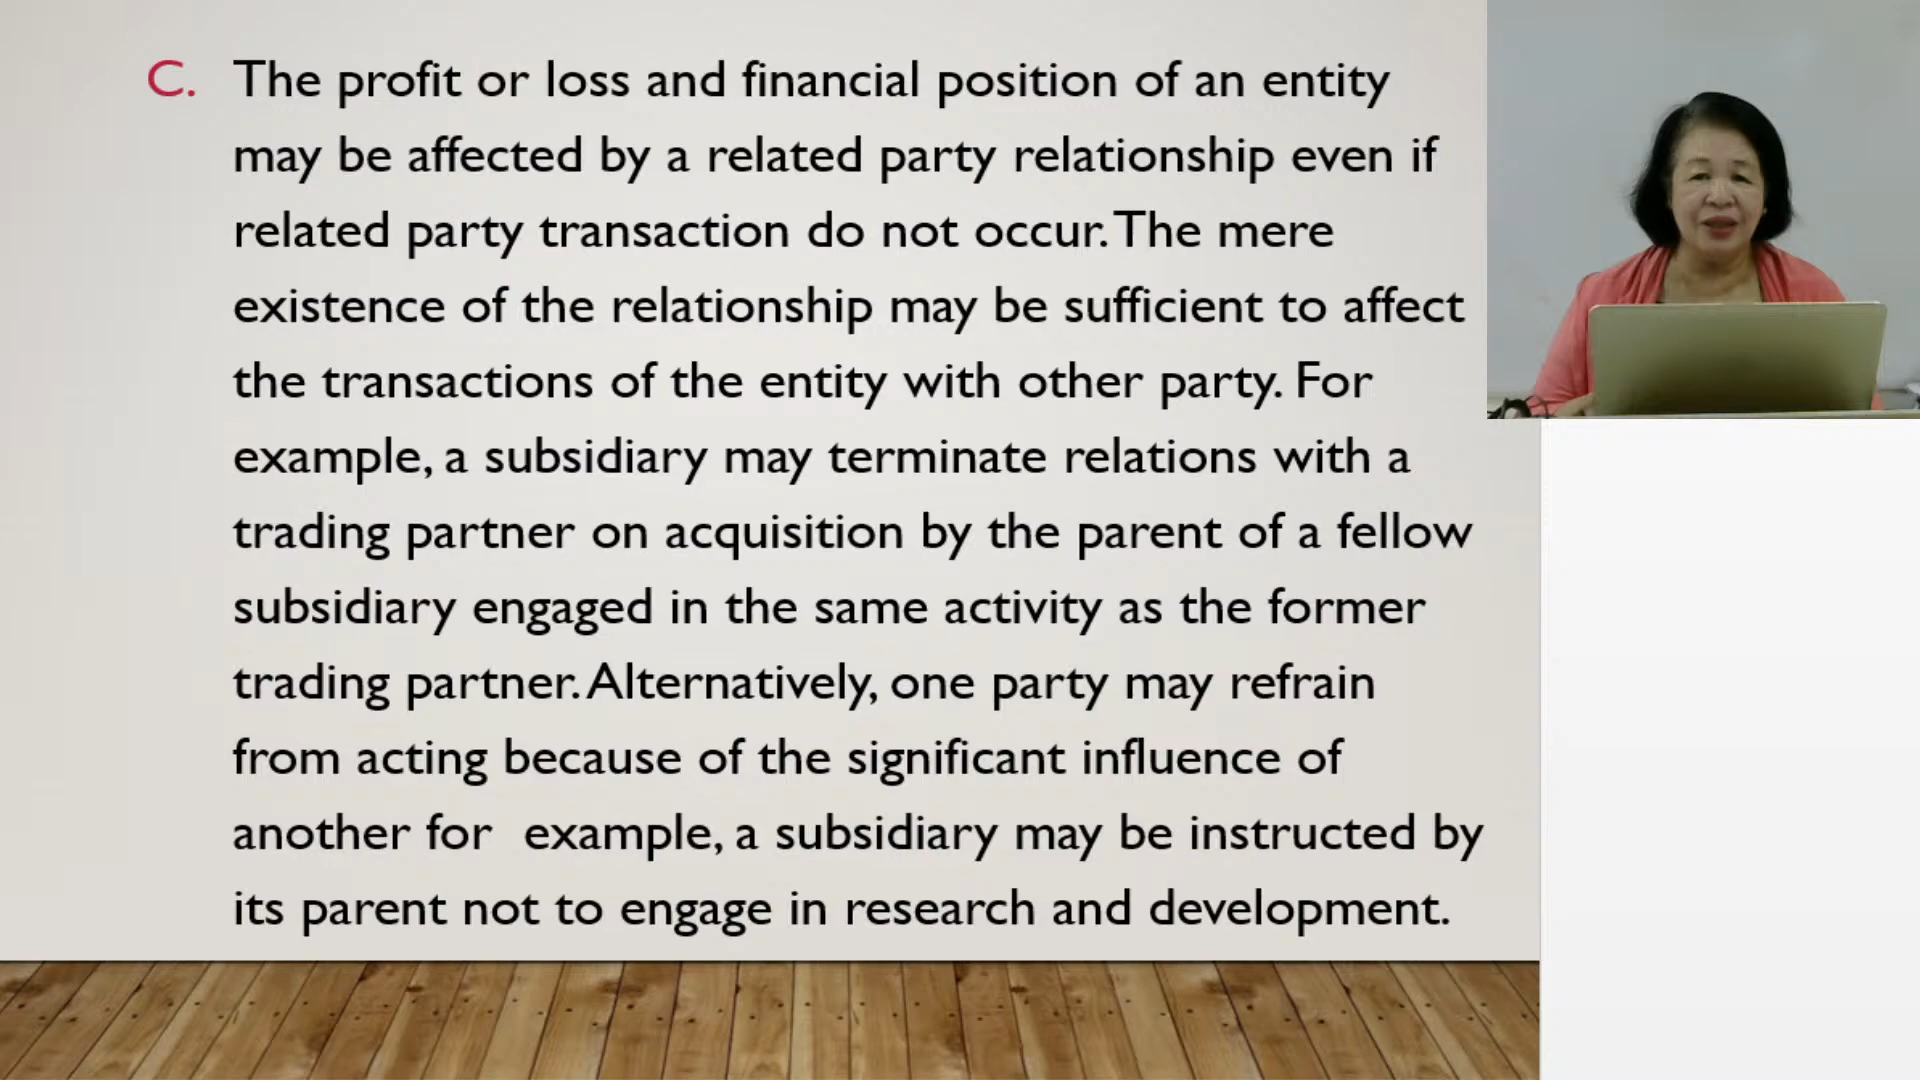 C. The profit or loss and financial position of an entity
may be affected by a related party relationship even if
related party transaction do not occur. The mere
existence of the relationship may be sufficient to affect
the transactions of the entity with other party. For
example, a subsidiary may terminate relations with a
trading partner on acquisition by the parent of a fellow
subsidiary engaged in the same activity as the former
trading partner. Alternatively, one party may refrain
from acting because of the significant influence of
another for  example, a subsidiary may be instructed by
its parent not to engage in research and development.